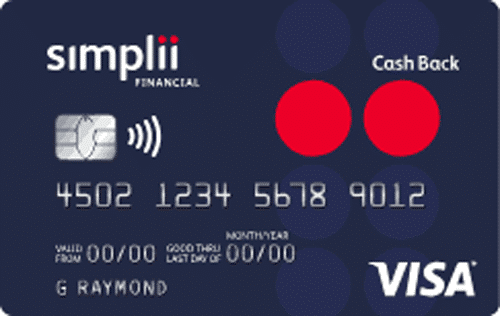 simplii
FINANCIAL
Cash Back
4502 1234 5678 9012
MONTH/YEAR
VALID FROM 00/00 GOOD THRU LAST DAY OF 00/00
G RAYMOND
VISA